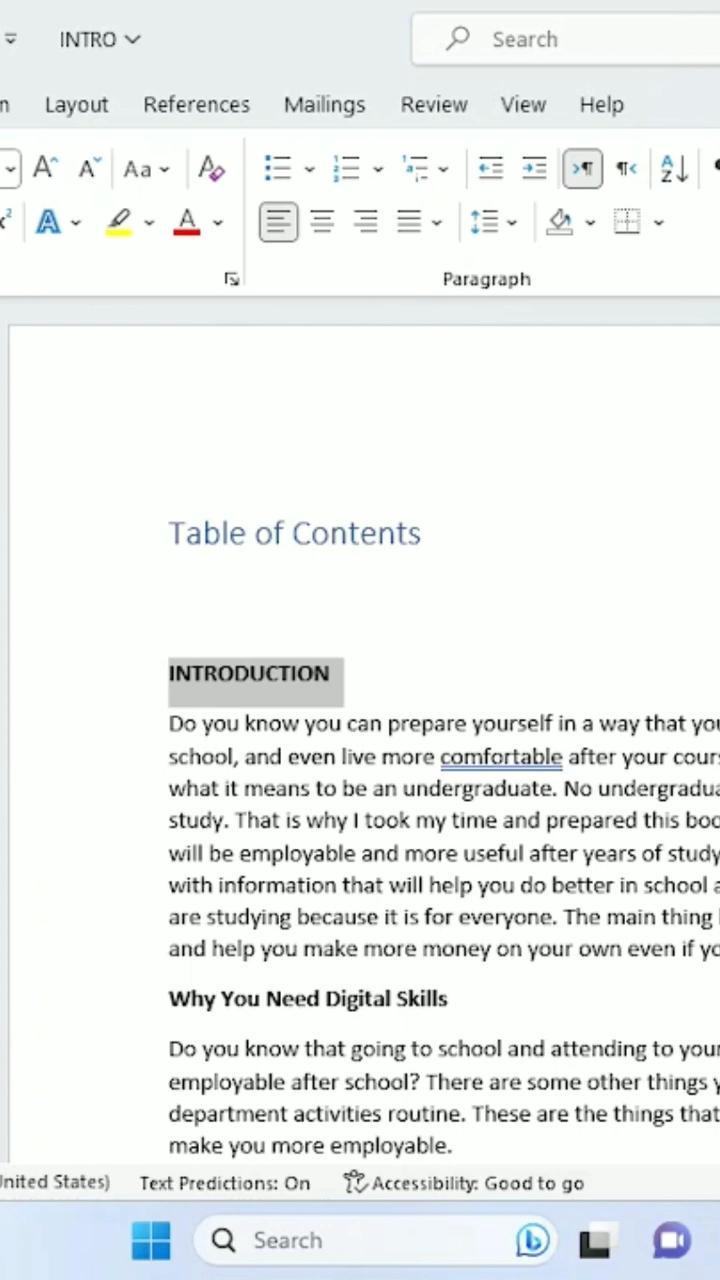 INTRO
Search
Layout References Mailings Review View Help
Aa
A
Z
A A
Paragraph
Table of Contents
INTRODUCTION
Do you know you can prepare yourself in a way that
school, and even live more comfortable after your
what it means to be an undergraduate. No
study. That is why I took my time and prepared this
will be employable and more useful after years of study
with information that will help you do better in school
are studying because it is for everyone. The main thing
and help you make more money on your own even if
Why You Need Digital Skills
Do you know that going to school and attending to
employable after school? There are some other things
department activities routine. These are the things that
make you more employable.
United States) Text Predictions: On Accessibility: Good to go
Search